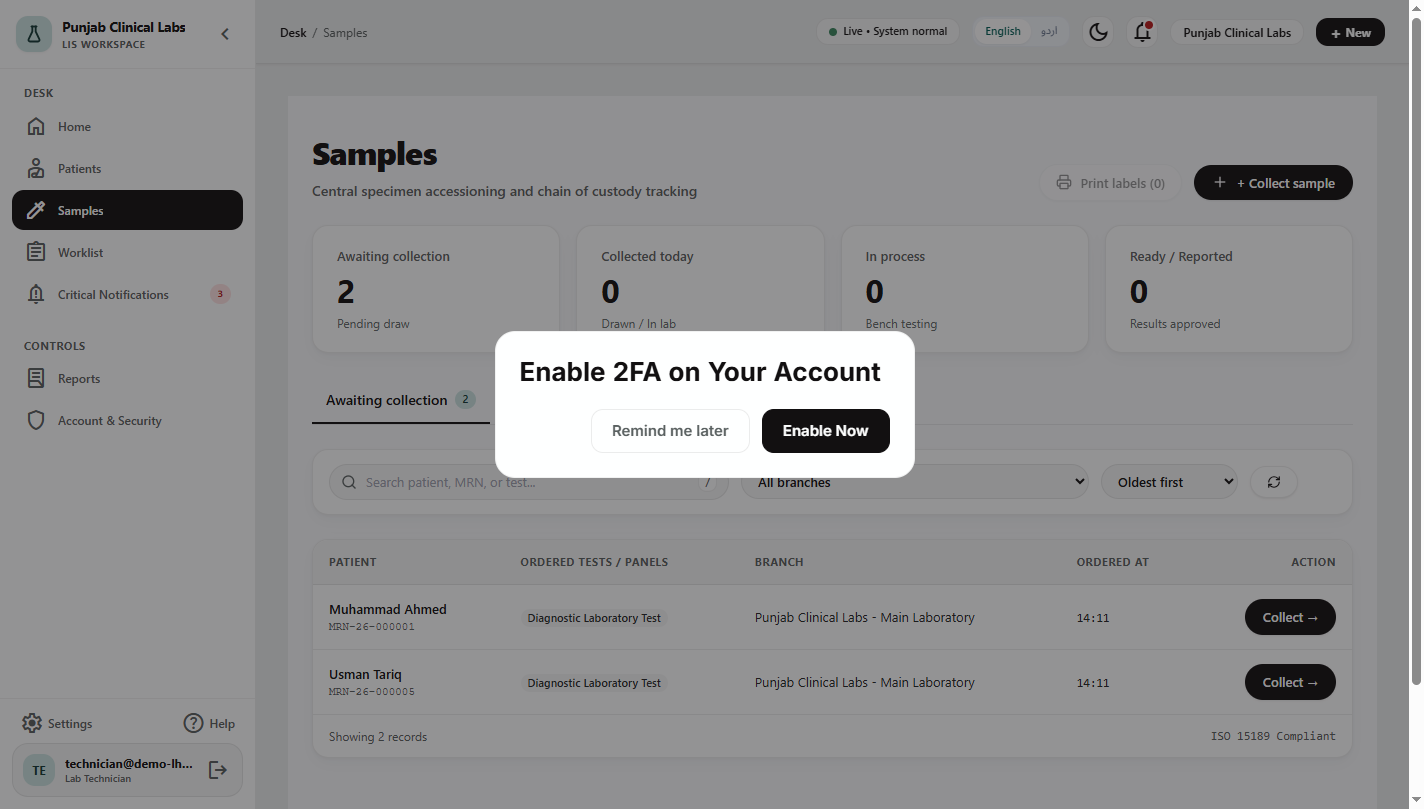 Punjab Clinical Labs
LIS WORKSPACE
Desk / Samples
Live • System normal
English
اردو
Punjab Clinical Labs
+ New
DESK
Home
Patients
Samples
Worklist
Critical Notifications 3
CONTROLS
Reports
Account & Security
Settings
Help
TE
technician@demo-lh...
Lab Technician
Samples
Central specimen accessioning and chain of custody tracking
Print labels (0)
+ Collect sample
Awaiting collection
2
Pending draw
Collected today
0
Drawn / In lab
In process
0
Bench testing
Ready / Reported
0
Results approved
Enable 2FA on Your Account
Remind me later
Enable Now
Awaiting collection 2
Search patient, MRN, or test...
/
All branches
Oldest first
PATIENT ORDERED TESTS / PANELS BRANCH ORDERED AT ACTION
Muhammad Ahmed
MRN-26-000001
Diagnostic Laboratory Test
Punjab Clinical Labs - Main Laboratory
14:11
Collect →
Usman Tariq
MRN-26-000005
Diagnostic Laboratory Test
Punjab Clinical Labs - Main Laboratory
14:11
Collect →
Showing 2 records
ISO 15189 Compliant